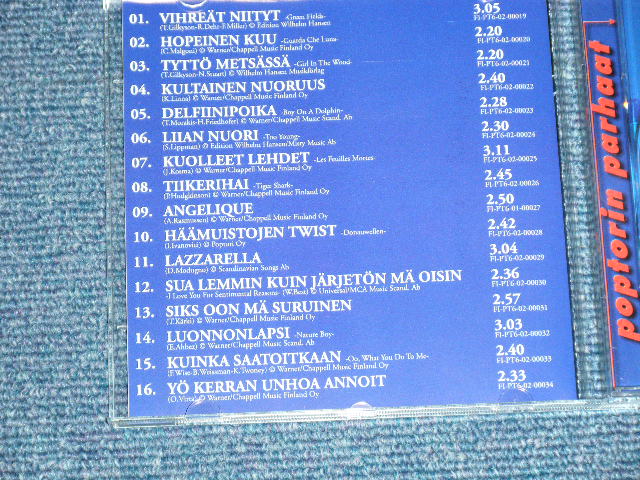 01. VIHREÄT NIITYT -Green Fields- 3.05
(T.Gilkyson-R.Dehr-F.Miller) © Edition Wilhelm Hansen FI-PT6-02-00019
02. HOPEINEN KUU -Guarda Che Luna- 2.20
(C.Malgoni) © Warner/Chappell Music Finland Oy FI-PT6-02-00020
03. TYTTÖ METSÄSSÄ -Girl In The Wood- 2.20
(T.Gilkyson-N.Stuart) © Wilhelm Hansen Musikforlag FI-PT6-02-00021
04. KULTAINEN NUORUUS 2.40
(K.Linna) © Warner/Chappell Music Finland Oy FI-PT6-02-00022
05. DELFIINIPOIKA -Boy On A Dolphin- 2.28
(T.Morakis-H.Friedhofer) © Warner/Chappell Music Scand. Ab FI-PT6-02-00023
06. LIIAN NUORI -Too Young- 2.30
(S.Lippman) © Edition Wilhelm Hansen/Misty Music Ab FI-PT6-02-00024
07. KUOLLEET LEHDET -Les Feuilles Mortes- 3.11
(J.Kosma) © Warner/Chappell Music Finland Oy FI-PT6-02-00025
08. TIIKERIHAI -Tiger Shark- 2.45
(P.Hodgkinson) © Warner/Chappell Music Finland Oy FI-PT6-02-00026
09. ANGELIQUE 2.50
(A.Rasmussen) © Warner/Chappell Music Finland Oy FI-PT6-01-00027
10. HÄÄMUISTOJEN TWIST -Donauwellen- 2.42
(I.Ivanovici) © Poptori Oy FI-PT6-02-00028
11. LAZZARELLA 3.04
(D.Modugno) © Scandinavian Songs Ab FI-PT6-02-00029
12. SUA LEMMIN KUIN JÄRJETÖN MÄ OISIN 2.36
-I Love You For Sentimental Reasons- (W.Best) © Universal/MCA Music Scand. Ab FI-PT6-02-00030
13. SIKS OON MÄ SURUINEN 2.57
(T.Kärki) © Warner/Chappell Music Finland Oy FI-PT6-02-00031
14. LUONNONLAPSI -Nature Boy- 3.03
(E.Ahbez) © Warner/Chappell Music Scand. Ab FI-PT6-02-00032
15. KUINKA SAATOITKAAN -Oo, What You Do To Me- 2.40
(F.Wise-B.Weissman-K.Twoney) © Warner/Chappell Music Finland Oy FI-PT6-02-00033
16. YÖ KERRAN UNHOA ANNOIT 2.33
(O.Virta) © Warner/Chappell Music Finland Oy FI-PT6-02-00034
poptorin parhaat